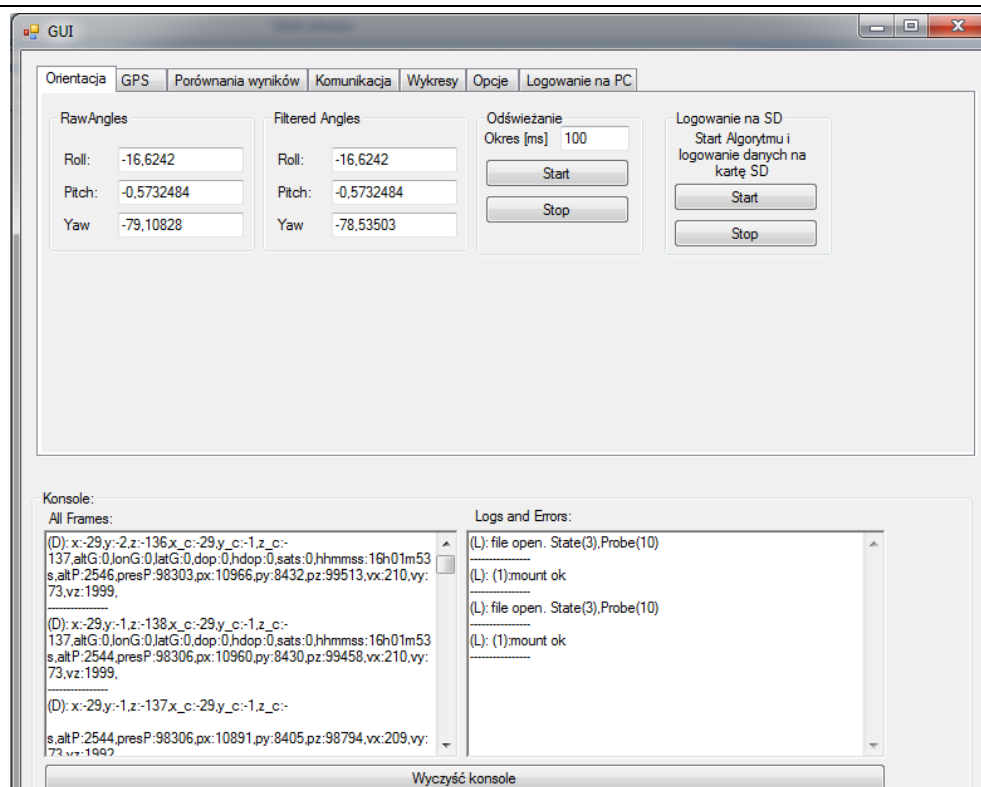 GUI
Orientacja GPS Porównania wyników Komunikacja Wykresy Opcje Logowanie na PC
RawAngles
Roll: -16,6242
Pitch: -0,5732484
Yaw -79,10828
Filtered Angles
Roll: -16,6242
Pitch: -0,5732484
Yaw -78,53503
Odświeżanie
Okres [ms] 100
Start
Stop
Logowanie na SD
Start Algorytmu i
logowanie danych na
kartę SD
Start
Stop
Konsole:
All Frames:
(D): x:-29,y:-2,z:-136,x_c:-29,y_c:-1,z_c:-
137,altG:0,lonG:0,latG:0,dop:0,hdop:0,sats:0,hhmmss:16h01m53
s,altP:2546,presP:98303,px:10966,py:8432,pz:99513,vx:210,vy:
73,vz:1999,
----------------
(D): x:-29,y:-1,z:-138,x_c:-29,y_c:-1,z_c:-
137,altG:0,lonG:0,latG:0,dop:0,hdop:0,sats:0,hhmmss:16h01m53
s,altP:2544,presP:98306,px:10960,py:8430,pz:99458,vx:210,vy:
73,vz:1999,
----------------
(D): x:-29,y:-1,z:-137,x_c:-29,y_c:-1,z_c:-
s,altP:2544,presP:98306,px:10891,py:8405,pz:98794,vx:209,vy:
73,vz:1992
Logs and Errors:
(L): file open. State(3),Probe(10)
----------------
(L): (1):mount ok
----------------
(L): file open. State(3),Probe(10)
----------------
(L): (1):mount ok
----------------
Wyczyść konsole